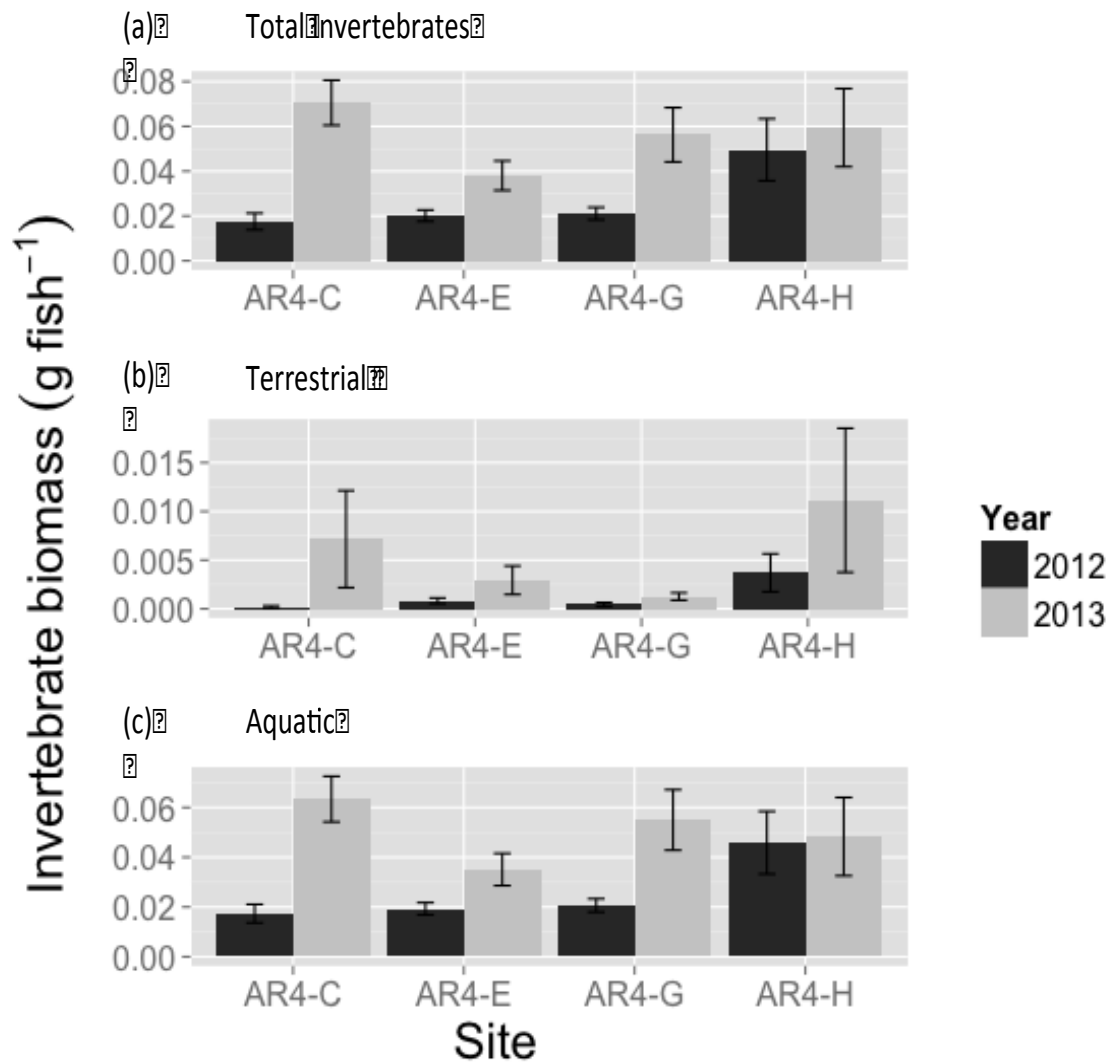 (a) Total Invertebrates
0.08
0.06
0.04
0.02
0.00
AR4-C AR4-E AR4-G AR4-H
(b) Terrestrial
0.015
0.010
0.005
0.000
AR4-C AR4-E AR4-G AR4-H
(c) Aquatic
0.06
0.04
0.02
0.00
AR4-C AR4-E AR4-G AR4-H
Site
Invertebrate biomass (g fish⁻¹)
Year
2012
2013